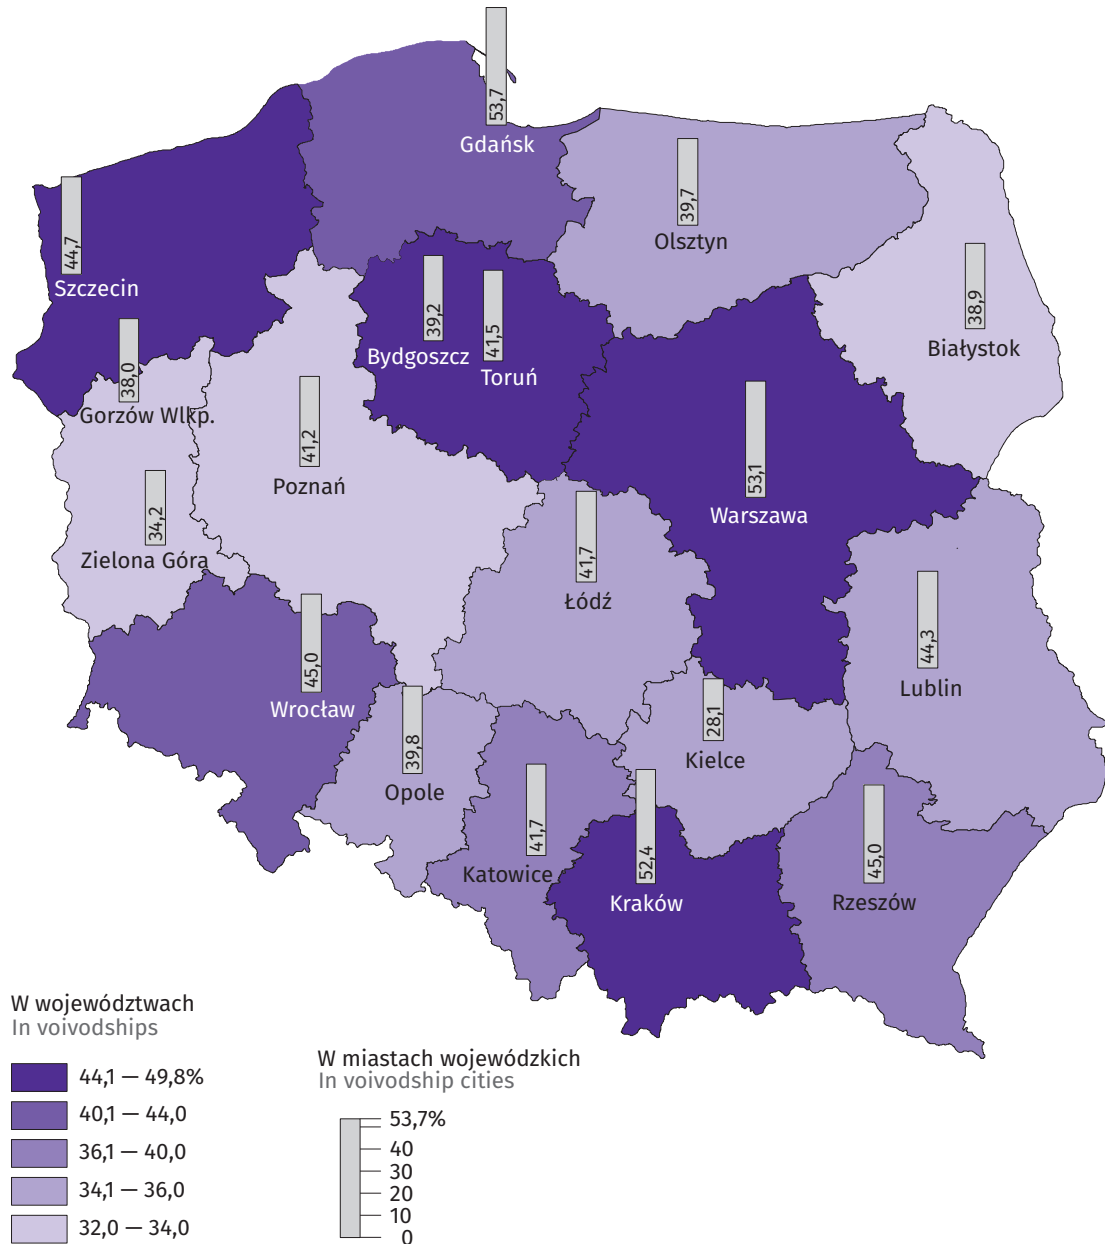 53,7
Gdańsk
39,7
Olsztyn
44,7
Szczecin
38,9
Białystok
39,2
Bydgoszcz
41,5
Toruń
38,0
Gorzów Wlkp.
41,2
Poznań
53,1
Warszawa
34,2
Zielona Góra
41,7
Łódź
44,3
Lublin
45,0
Wrocław
28,1
Kielce
39,8
Opole
41,7
Katowice
52,4
Kraków
45,0
Rzeszów
W województwach
In voivodships
44,1 — 49,8%
40,1 — 44,0
36,1 — 40,0
34,1 — 36,0
32,0 — 34,0
W miastach wojewódzkich
In voivodship cities
53,7%
40
30
20
10
0